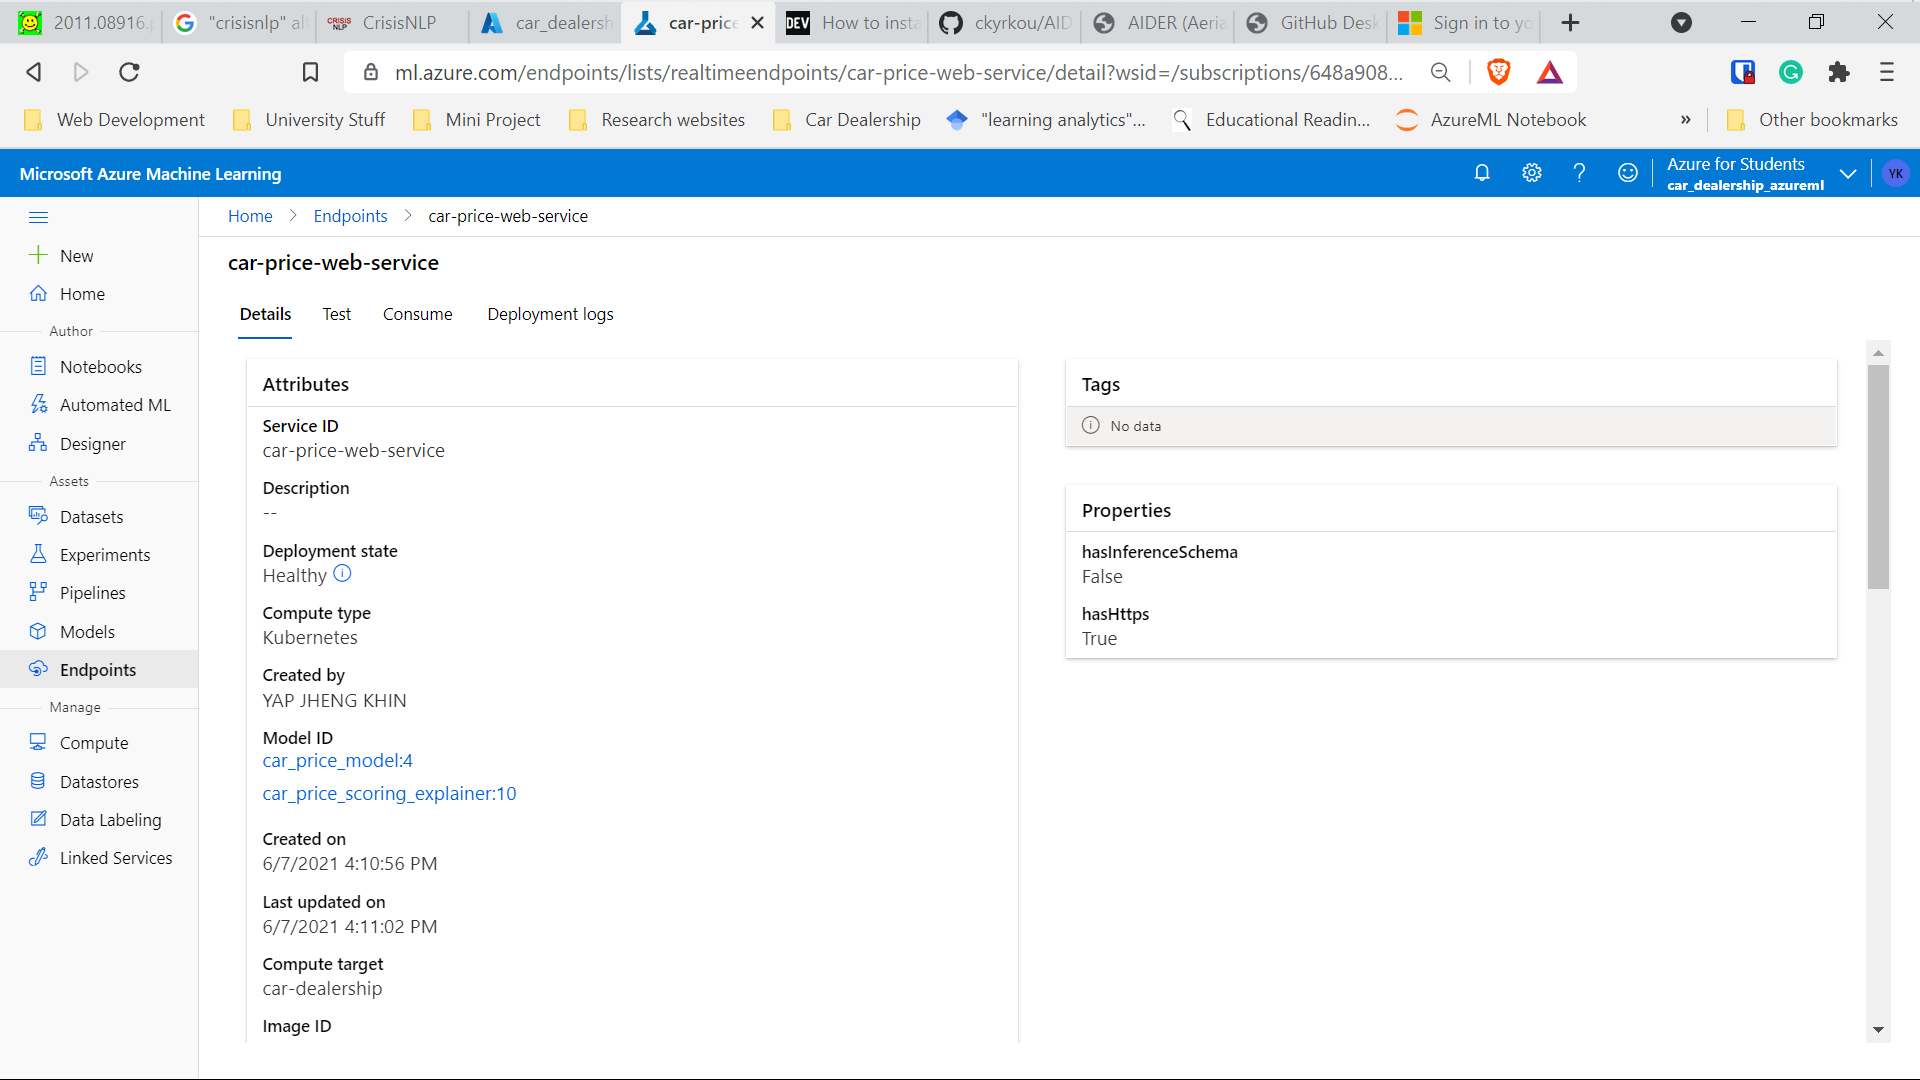 2011.08916.
"crisisnlp" al
CRISIS NLP
CrisisNLP
car_dealersh
car-price
DEV
How to insta
ckyrkou/AID
AIDER (Aeria
GitHub Desk
Sign in to yo
ml.azure.com/endpoints/lists/realtimeendpoints/car-price-web-service/detail?wsid=/subscriptions/648a908...
Web Development
University Stuff
Mini Project
Research websites
Car Dealership
"learning analytics"...
Educational Readin...
AzureML Notebook
»
Other bookmarks
Microsoft Azure Machine Learning
Azure for Students
car_dealership_azureml
YK
Home > Endpoints > car-price-web-service
New
Home
Author
Notebooks
Automated ML
Designer
Assets
Datasets
Experiments
Pipelines
Models
Endpoints
Manage
Compute
Datastores
Data Labeling
Linked Services
car-price-web-service
Details
Test
Consume
Deployment logs
Attributes
Service ID
car-price-web-service
Description
--
Deployment state
Healthy
Compute type
Kubernetes
Created by
YAP JHENG KHIN
Model ID
car_price_model:4
car_price_scoring_explainer:10
Created on
6/7/2021 4:10:56 PM
Last updated on
6/7/2021 4:11:02 PM
Compute target
car-dealership
Image ID
Tags
No data
Properties
hasInferenceSchema
False
hasHttps
True